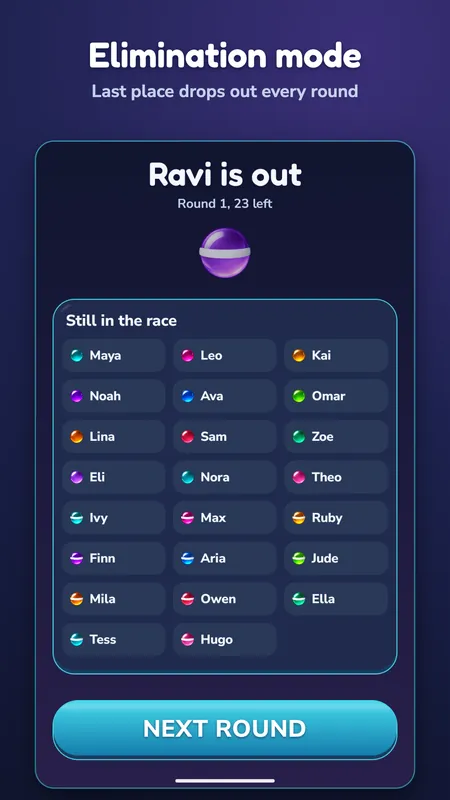 Elimination mode
Last place drops out every round
Ravi is out
Round 1, 23 left
Still in the race
Maya Leo Kai
Noah Ava Omar
Lina Sam Zoe
Eli Nora Theo
Ivy Max Ruby
Finn Aria Jude
Mila Owen Ella
Tess Hugo
NEXT ROUND